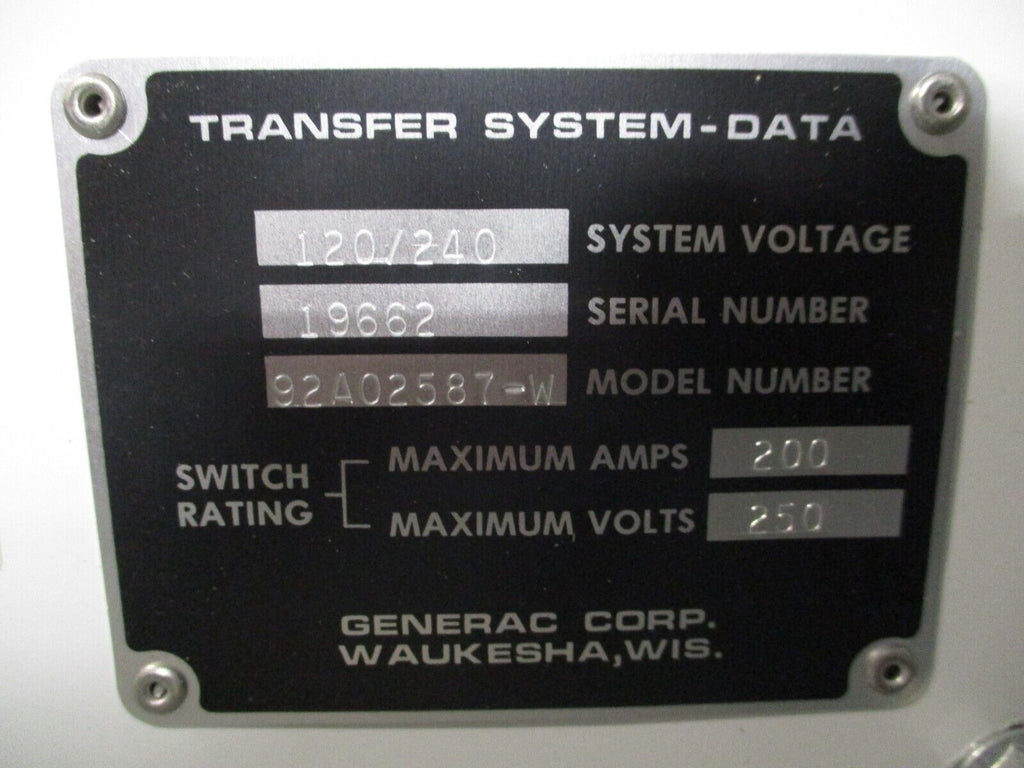 TRANSFER SYSTEM-DATA
120/240 SYSTEM VOLTAGE
19662 SERIAL NUMBER
92A02587-W MODEL NUMBER
SWITCH RATING
MAXIMUM AMPS 200
MAXIMUM VOLTS 250
GENERAC CORP.
WAUKESHA, WIS.